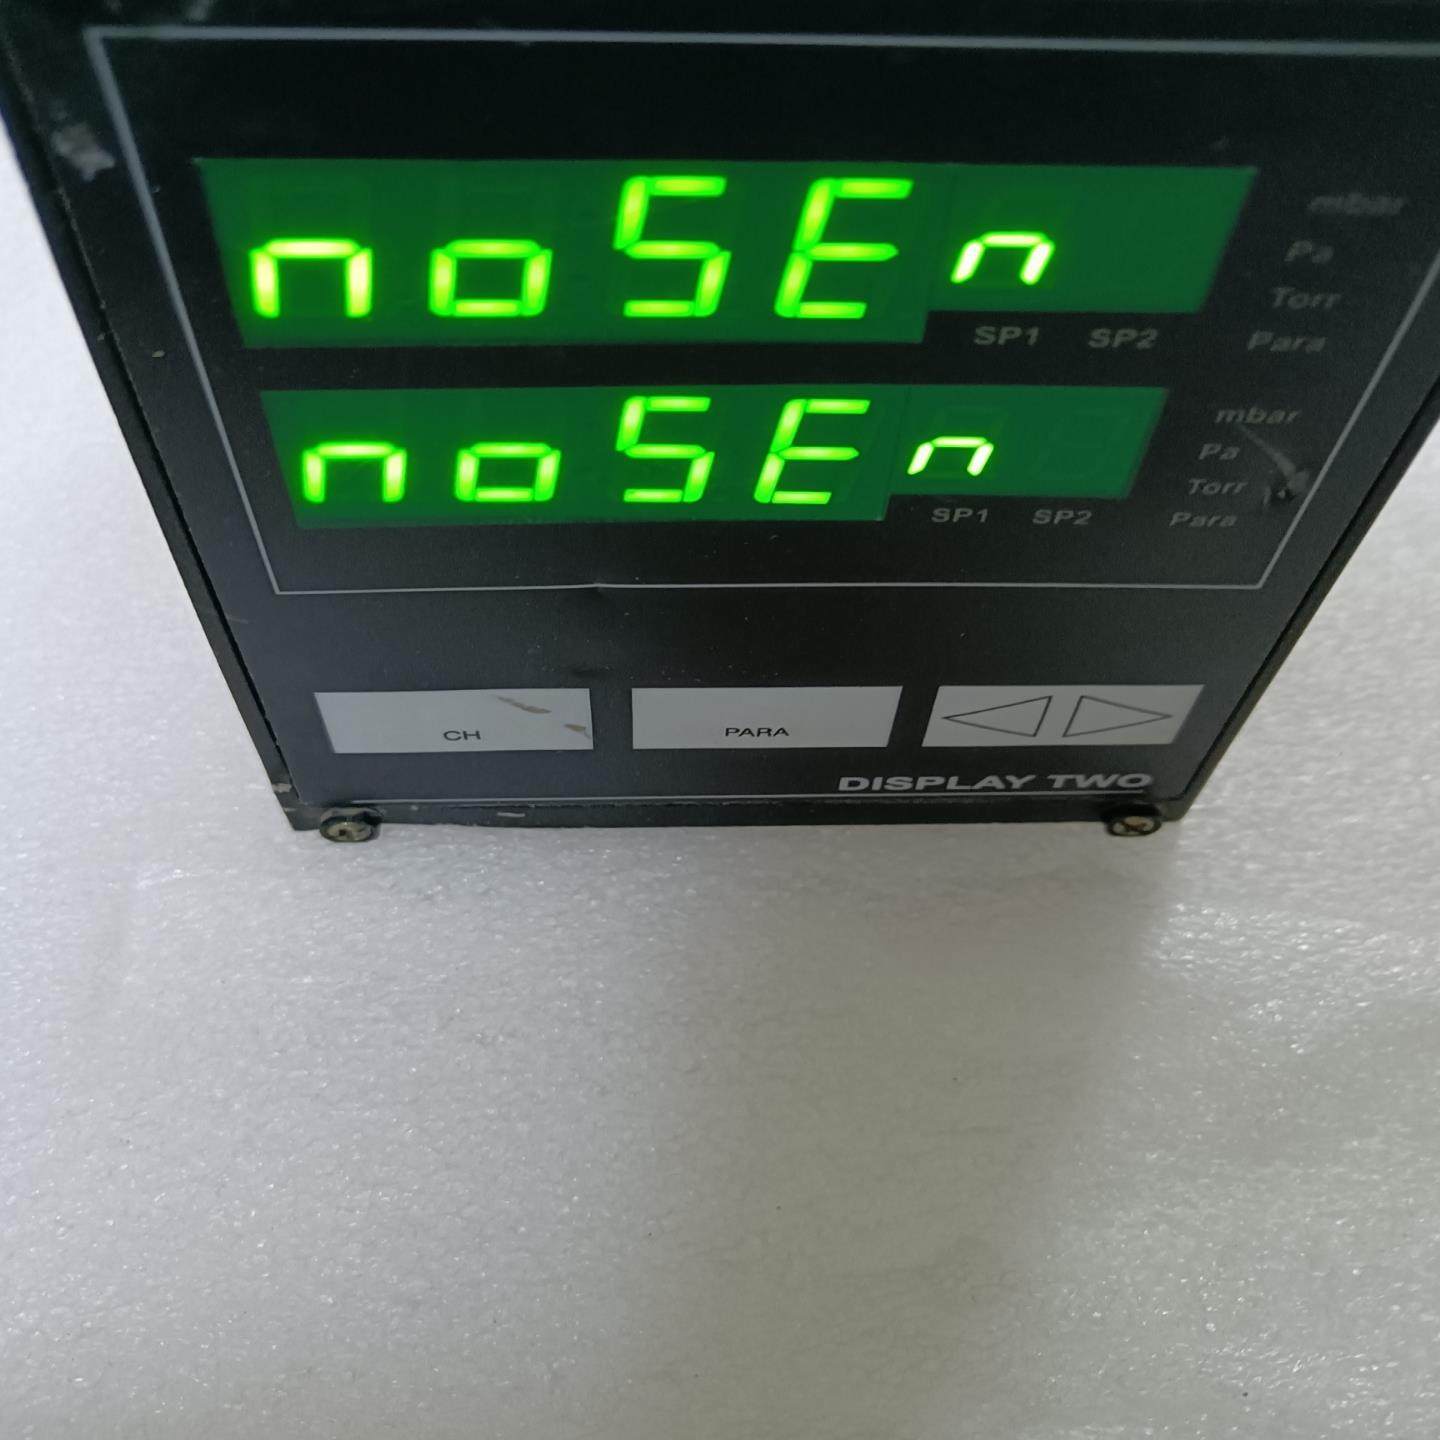 noSEn
mbar
Pa
Torr
Para
SP1 SP2
noSEn
mbar
Pa
Torr
Para
SP1 SP2
CH
PARA
DISPLAY TWO